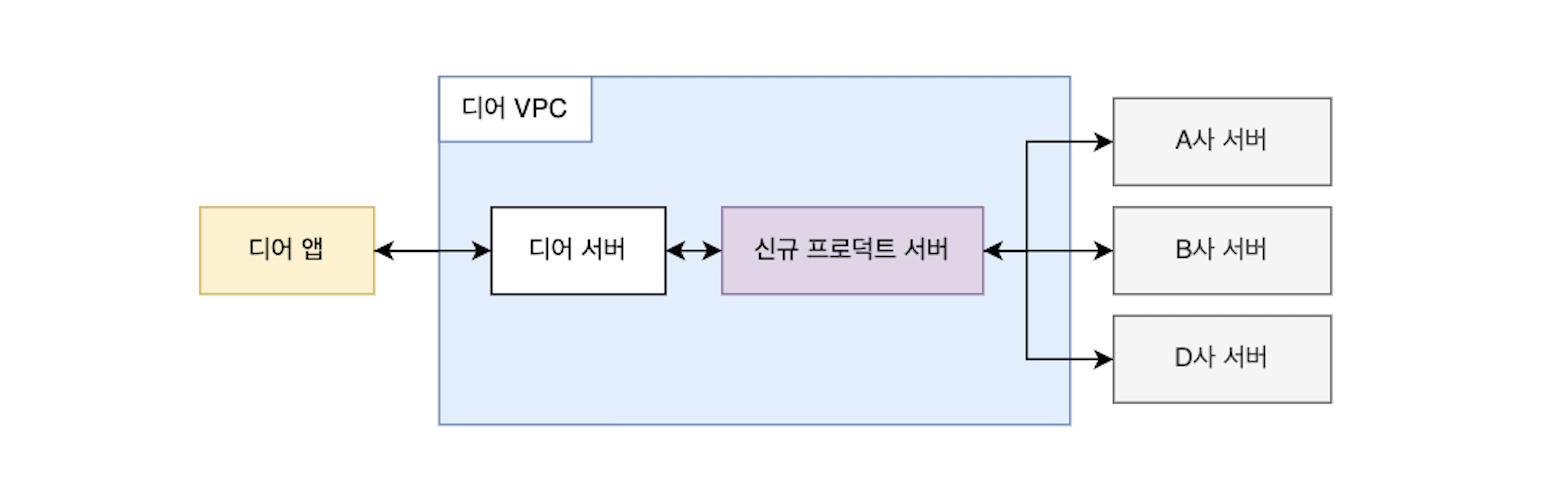 디어 VPC
디어 앱
디어 서버
신규 프로덕트 서버
A사 서버
B사 서버
D사 서버